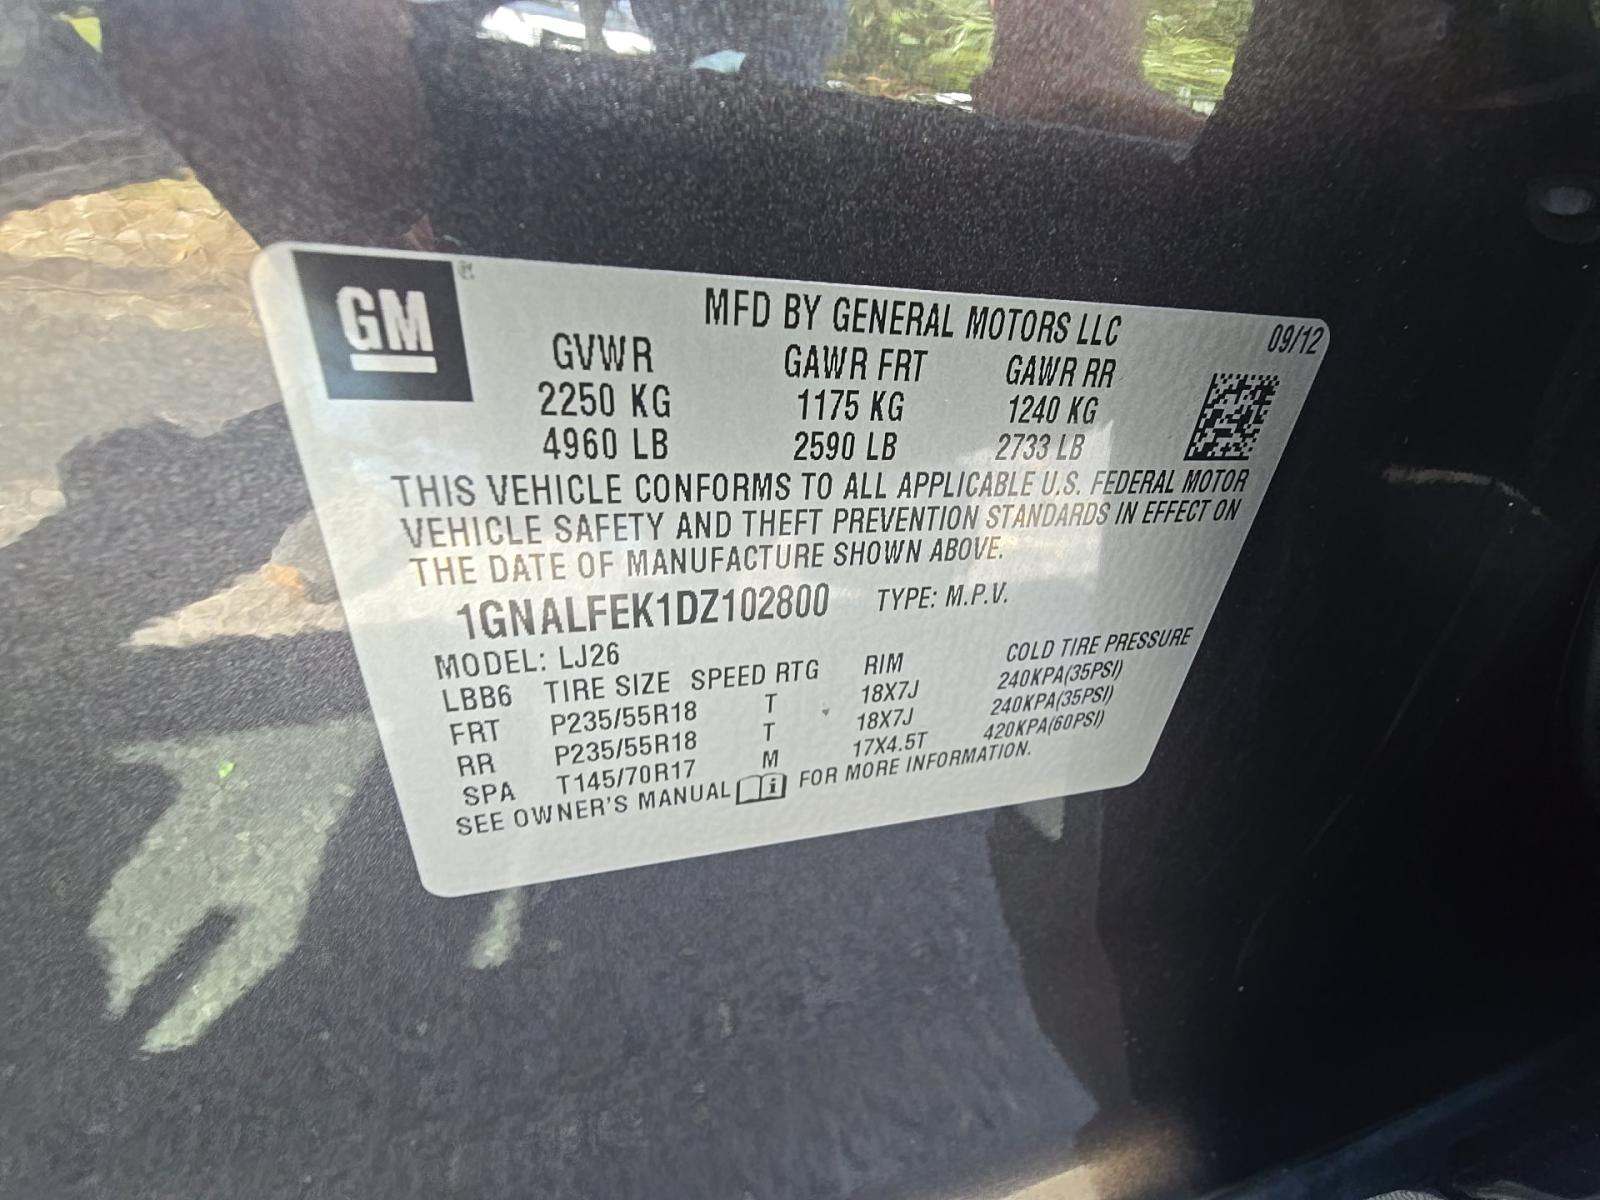 GM
MFD BY GENERAL MOTORS LLC 09/12
GVWR GAWR FRT GAWR RR
2250 KG 1175 KG 1240 KG
4960 LB 2590 LB 2733 LB
THIS VEHICLE CONFORMS TO ALL APPLICABLE U.S. FEDERAL MOTOR
VEHICLE SAFETY AND THEFT PREVENTION STANDARDS IN EFFECT ON
THE DATE OF MANUFACTURE SHOWN ABOVE.
1GNALFEK1DZ102800 TYPE: M.P.V.
MODEL: LJ26
LBB6 TIRE SIZE SPEED RTG RIM COLD TIRE PRESSURE
FRT P235/55R18 T 18X7J 240KPA(35PSI)
RR P235/55R18 T 18X7J 240KPA(35PSI)
SPA T145/70R17 M 17X4.5T 420KPA(60PSI)
SEE OWNER'S MANUAL i FOR MORE INFORMATION.